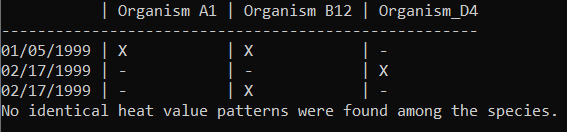 | Organism A1 | Organism B12 | Organism_D4
------------------------------------------------
01/05/1999 | X | X | -
02/17/1999 | - | - | X
02/17/1999 | - | X | -
No identical heat value patterns were found among the species.